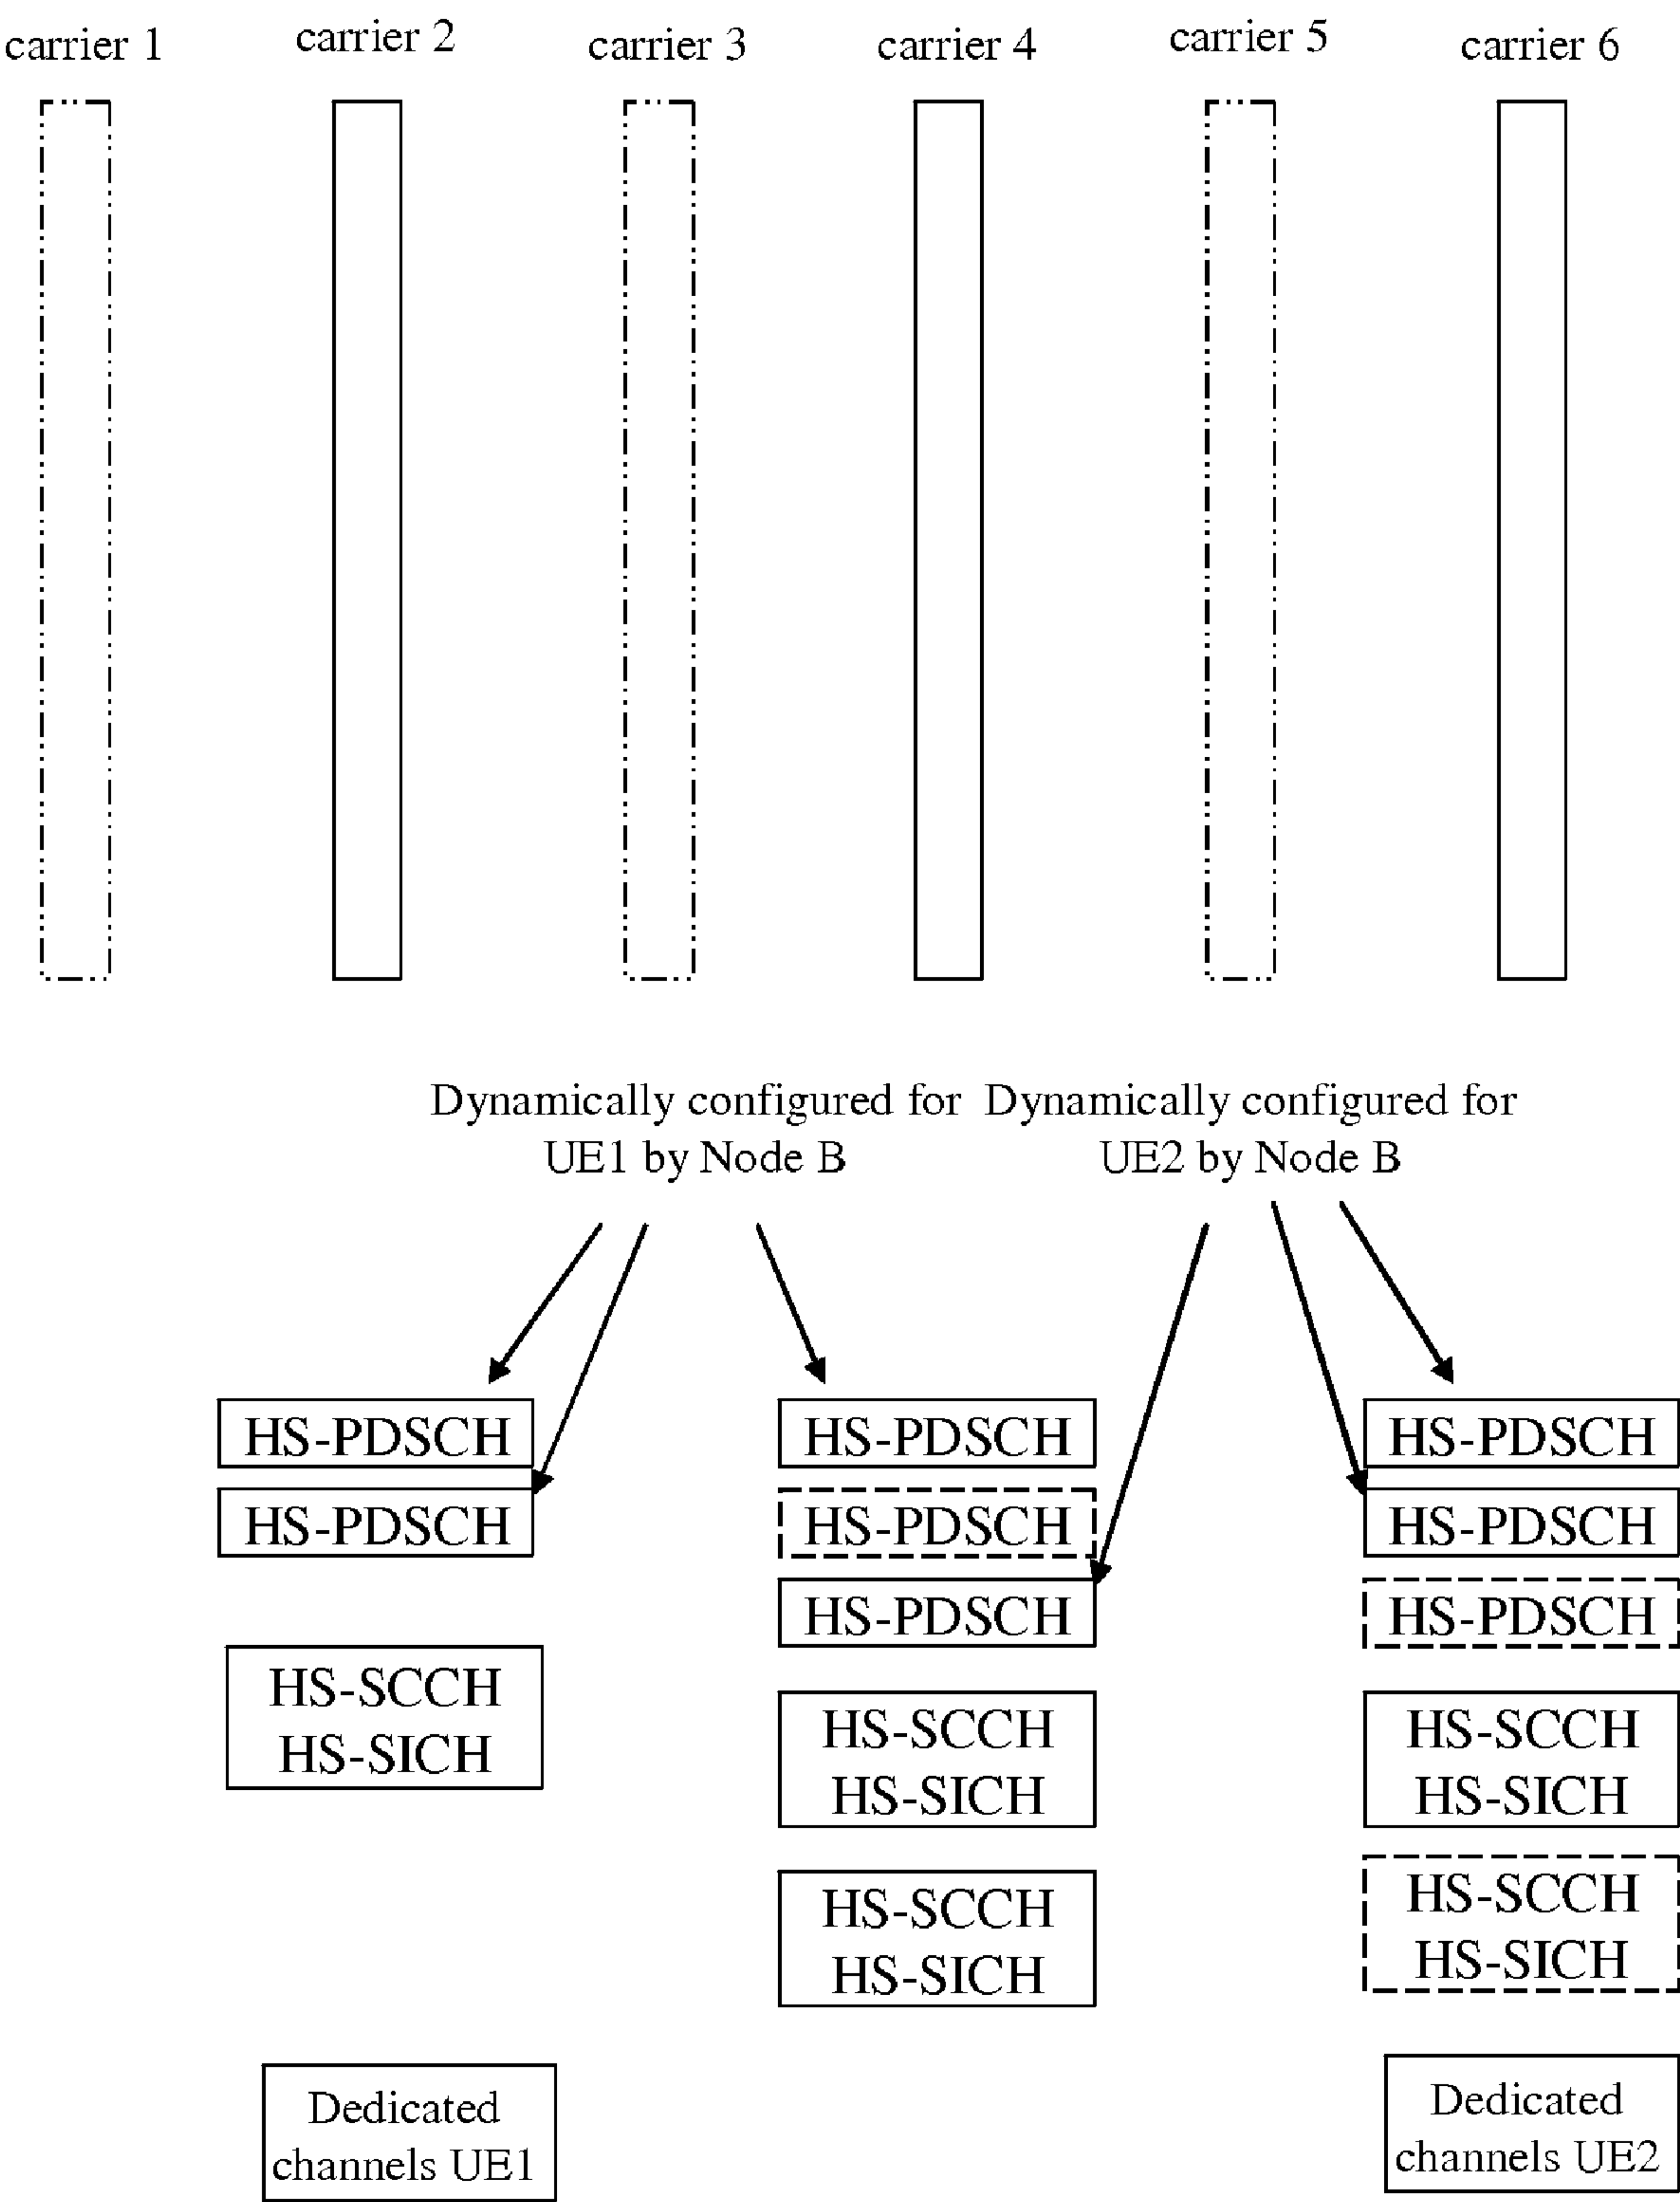 carrier 1
carrier 2
carrier 3
carrier 4
carrier 5
carrier 6
Dynamically configured for
UE1 by Node B
Dynamically configured for
UE2 by Node B
HS-PDSCH
HS-PDSCH
HS-SCCH
HS-SICH
Dedicated
channels UE1
HS-PDSCH
HS-PDSCH
HS-PDSCH
HS-SCCH
HS-SICH
HS-SCCH
HS-SICH
HS-PDSCH
HS-PDSCH
HS-PDSCH
HS-SCCH
HS-SICH
HS-SCCH
HS-SICH
Dedicated
channels UE2